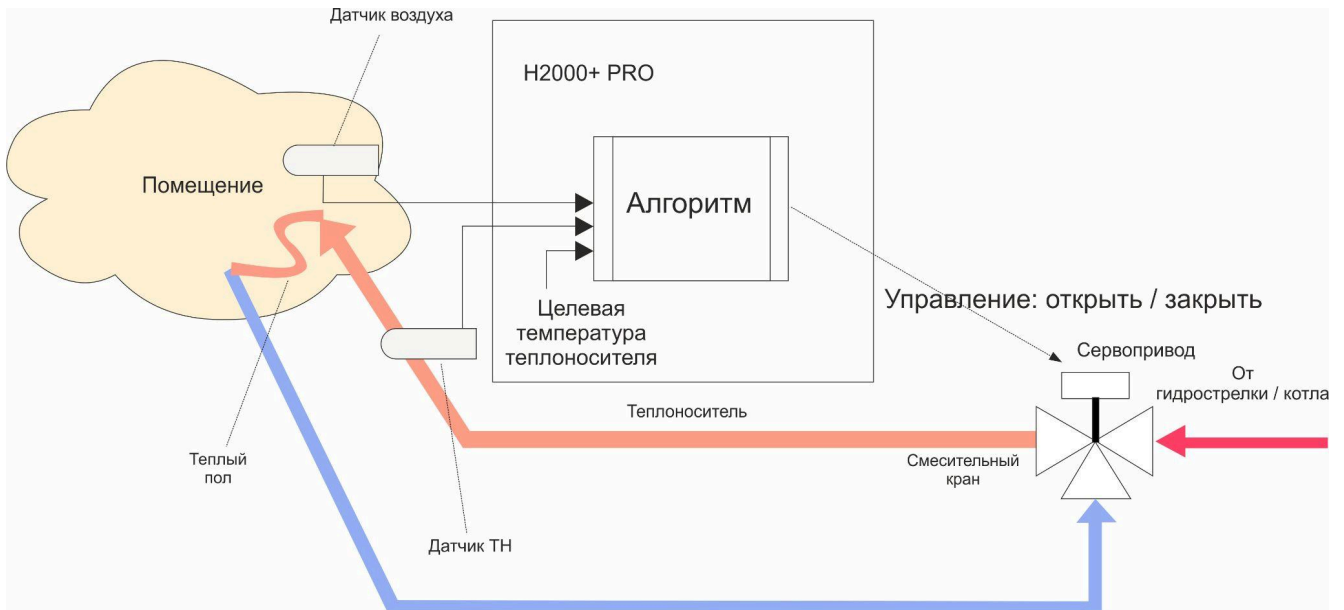 Датчик воздуха
H2000+ PRO
Помещение
Алгоритм
Целевая
температура
теплоносителя
Управление: открыть / закрыть
Сервопривод
От
гидрострелки / котла
Теплоноситель
Смесительный
кран
Теплый
пол
Датчик ТН